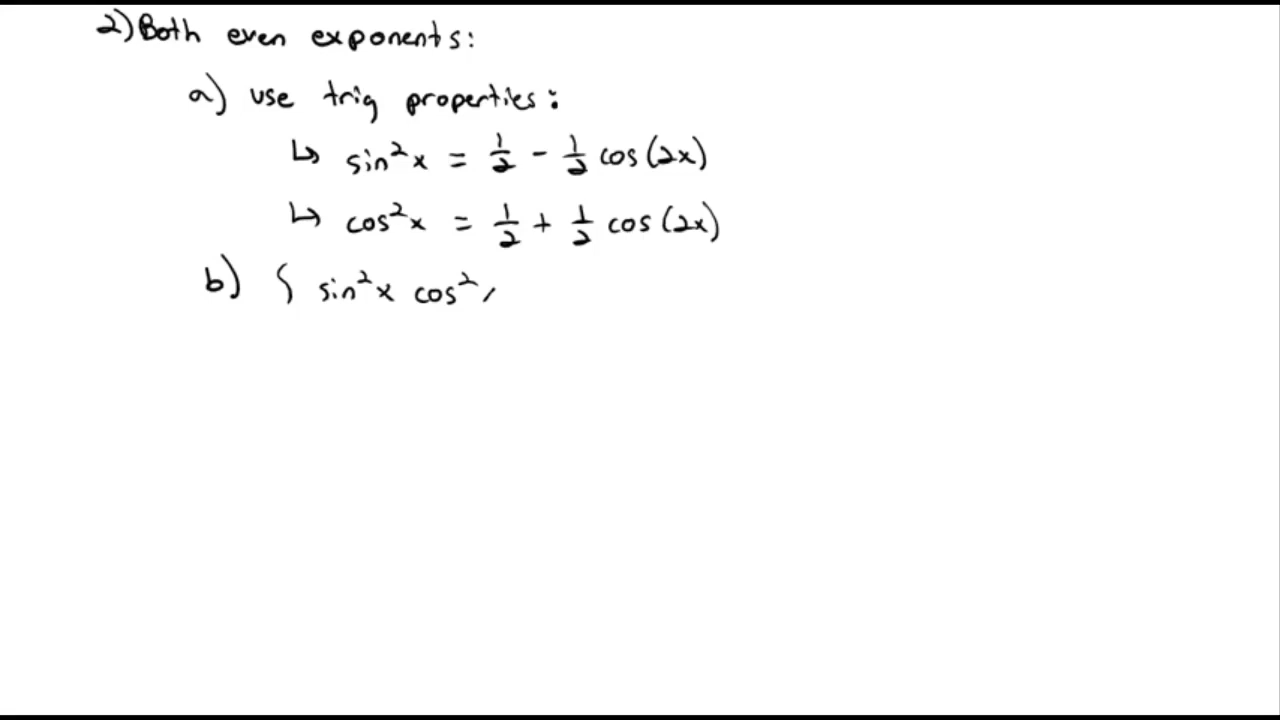 2) Both even exponents:
a) use trig properties:
↳ sin²x = 1/2 - 1/2 cos(2x)
↳ cos²x = 1/2 + 1/2 cos(2x)
b) ∫ sin²x cos²